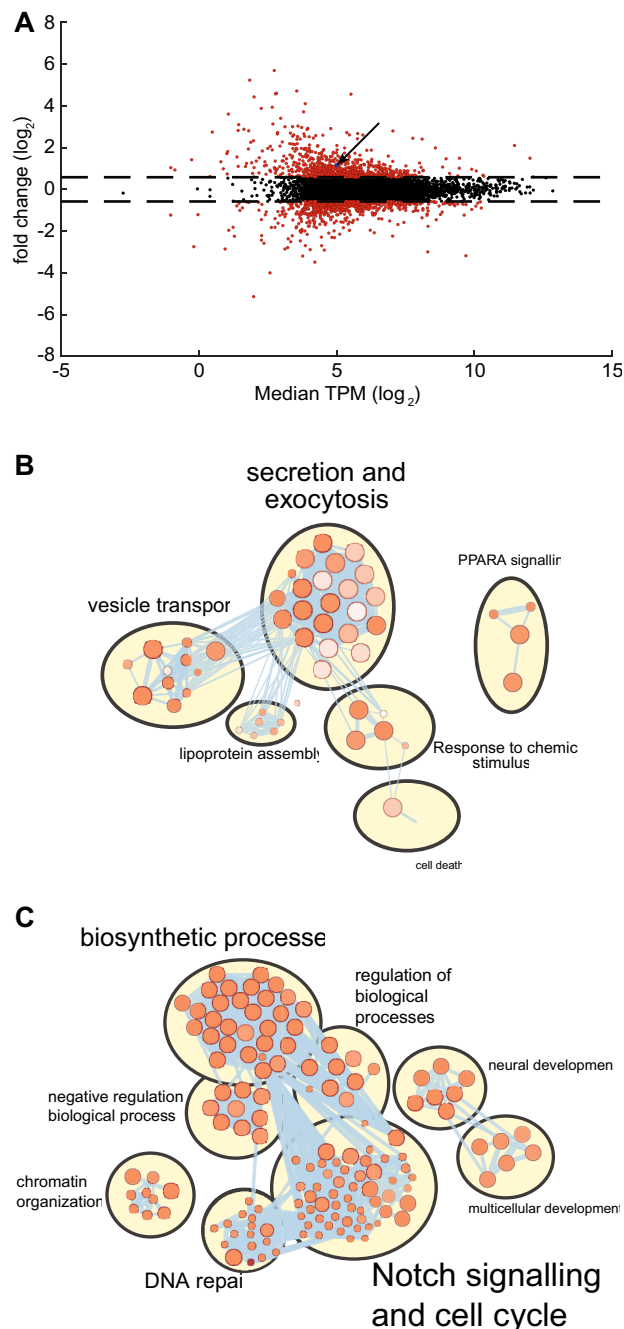 A
8
6
4
2
0
-2
-4
-6
-8
fold change (log2)
-5 0 5 10 15
Median TPM (log2)
B
secretion and
exocytosis
PPARA signallin
vesicle transpor
lipoprotein assembly
Response to chemic
stimulus
cell death
C
biosynthetic processe
regulation of
biological
processes
neural developmen
negative regulation
biological process
chromatin
organization
multicellular development
DNA repai
Notch signalling
and cell cycle